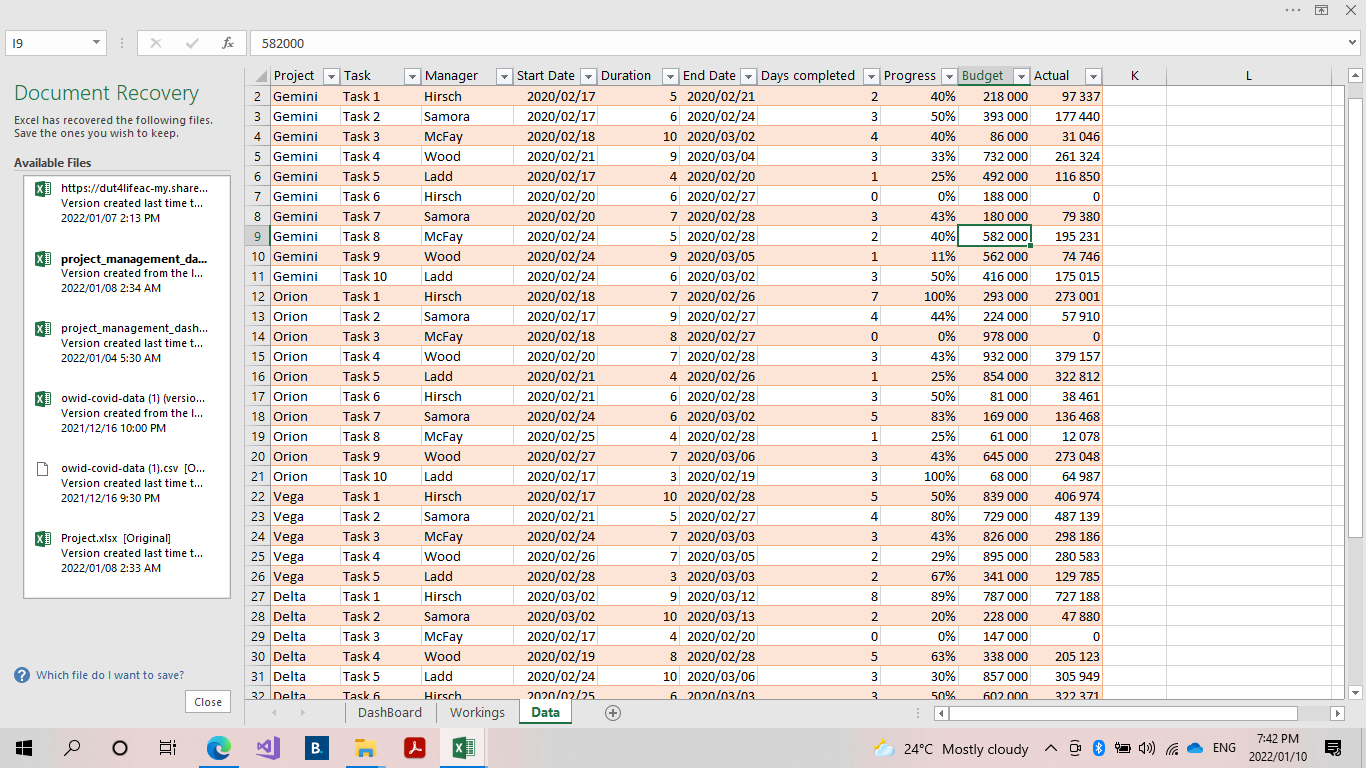 I9
fx
582000
Document Recovery
Excel has recovered the following files.
Save the ones you wish to keep.
Available Files
https://dut4lifeac-my.share...
Version created last time t...
2022/01/07 2:13 PM
project_management_da...
Version created from the l...
2022/01/08 2:34 AM
project_management_dash...
Version created last time t...
2022/01/04 5:30 AM
owid-covid-data (1) (versio...
Version created from the l...
2021/12/16 10:00 PM
owid-covid-data (1).csv [O...
Version created last time t...
2021/12/16 9:30 PM
Project.xlsx [Original]
Version created last time t...
2022/01/08 2:33 AM
Which file do I want to save?
Close
Project Task Manager Start Date Duration End Date Days completed Progress Budget Actual K L
2 Gemini Task 1 Hirsch 2020/02/17 5 2020/02/21 2 40% 218 000 97 337
3 Gemini Task 2 Samora 2020/02/17 6 2020/02/24 3 50% 393 000 177 440
4 Gemini Task 3 McFay 2020/02/18 10 2020/03/02 4 40% 86 000 31 046
5 Gemini Task 4 Wood 2020/02/21 9 2020/03/04 3 33% 732 000 261 324
6 Gemini Task 5 Ladd 2020/02/17 4 2020/02/20 1 25% 492 000 116 850
7 Gemini Task 6 Hirsch 2020/02/20 6 2020/02/27 0 0% 188 000 0
8 Gemini Task 7 Samora 2020/02/20 7 2020/02/28 3 43% 180 000 79 380
9 Gemini Task 8 McFay 2020/02/24 5 2020/02/28 2 40% 582 000 195 231
10 Gemini Task 9 Wood 2020/02/24 9 2020/03/05 1 11% 562 000 74 746
11 Gemini Task 10 Ladd 2020/02/24 6 2020/03/02 3 50% 416 000 175 015
12 Orion Task 1 Hirsch 2020/02/18 7 2020/02/26 7 100% 293 000 273 001
13 Orion Task 2 Samora 2020/02/17 9 2020/02/27 4 44% 224 000 57 910
14 Orion Task 3 McFay 2020/02/18 8 2020/02/27 0 0% 978 000 0
15 Orion Task 4 Wood 2020/02/20 7 2020/02/28 3 43% 932 000 379 157
16 Orion Task 5 Ladd 2020/02/21 4 2020/02/26 1 25% 854 000 322 812
17 Orion Task 6 Hirsch 2020/02/21 6 2020/02/28 3 50% 81 000 38 461
18 Orion Task 7 Samora 2020/02/24 6 2020/03/02 5 83% 169 000 136 468
19 Orion Task 8 McFay 2020/02/25 4 2020/02/28 1 25% 61 000 12 078
20 Orion Task 9 Wood 2020/02/27 7 2020/03/06 3 43% 645 000 273 048
21 Orion Task 10 Ladd 2020/02/17 3 2020/02/19 3 100% 68 000 64 987
22 Vega Task 1 Hirsch 2020/02/17 10 2020/02/28 5 50% 839 000 406 974
23 Vega Task 2 Samora 2020/02/21 5 2020/02/27 4 80% 729 000 487 139
24 Vega Task 3 McFay 2020/02/24 7 2020/03/03 3 43% 826 000 298 186
25 Vega Task 4 Wood 2020/02/26 7 2020/03/05 2 29% 895 000 280 583
26 Vega Task 5 Ladd 2020/02/28 3 2020/03/03 2 67% 341 000 129 785
27 Delta Task 1 Hirsch 2020/03/02 9 2020/03/12 8 89% 787 000 727 188
28 Delta Task 2 Samora 2020/03/02 10 2020/03/13 2 20% 228 000 47 880
29 Delta Task 3 McFay 2020/02/17 4 2020/02/20 0 0% 147 000 0
30 Delta Task 4 Wood 2020/02/19 8 2020/02/28 5 63% 338 000 205 123
31 Delta Task 5 Ladd 2020/02/24 10 2020/03/06 3 30% 857 000 305 949
32 Delta Task 6 Hirsch 2020/02/25 6 2020/03/03 3 50% 602 000 322 371
DashBoard Workings Data
24°C Mostly cloudy ENG 7:42 PM
2022/01/10